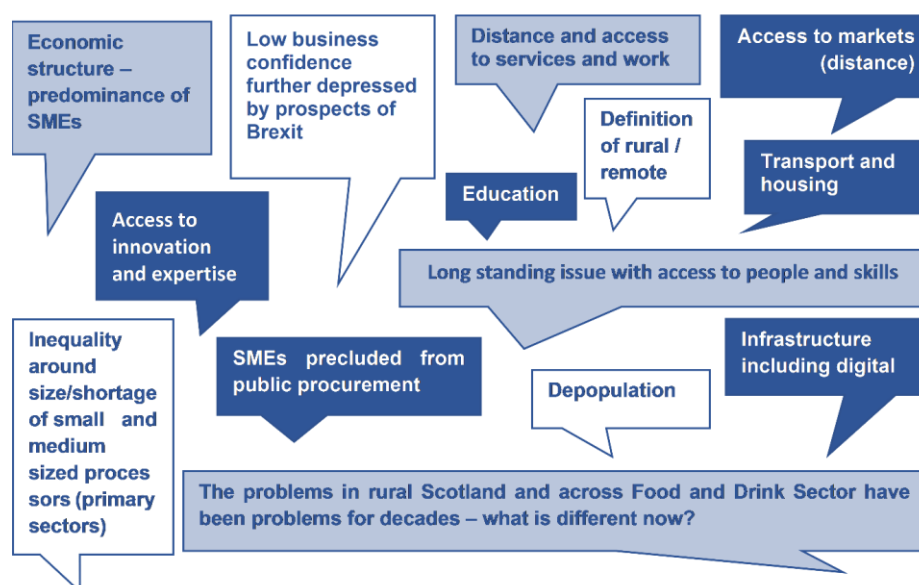 Economic
structure –
predominance of
SMEs
Low business
confidence
further depressed
by prospects of
Brexit
Distance and access
to services and work
Access to markets
(distance)
Definition
of rural /
remote
Transport and
housing
Education
Access to
innovation
and expertise
Long standing issue with access to people and skills
Inequality
around
size/shortage
of small and
medium
sized proces
sors (primary
sectors)
SMEs precluded from
public procurement
Infrastructure
including digital
Depopulation
The problems in rural Scotland and across Food and Drink Sector have
been problems for decades – what is different now?